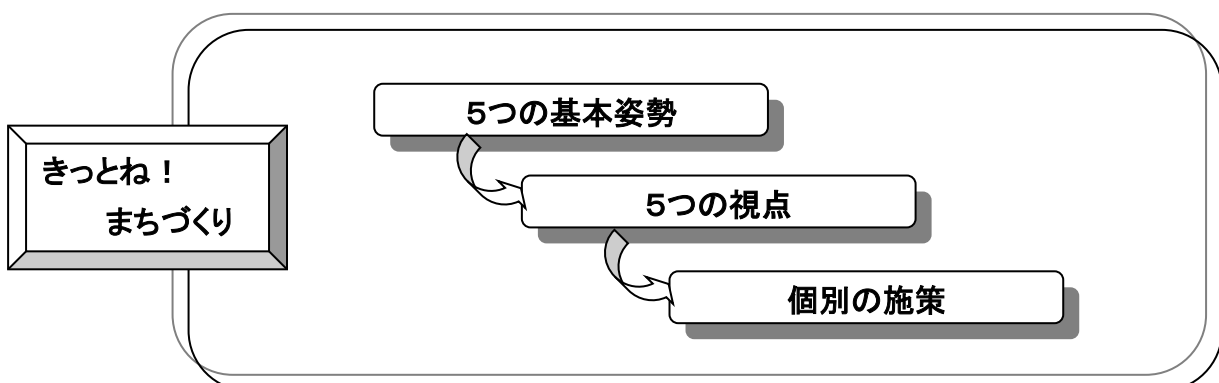 5つの基本姿勢
きっとね！
まちづくり
5つの視点
個別の施策